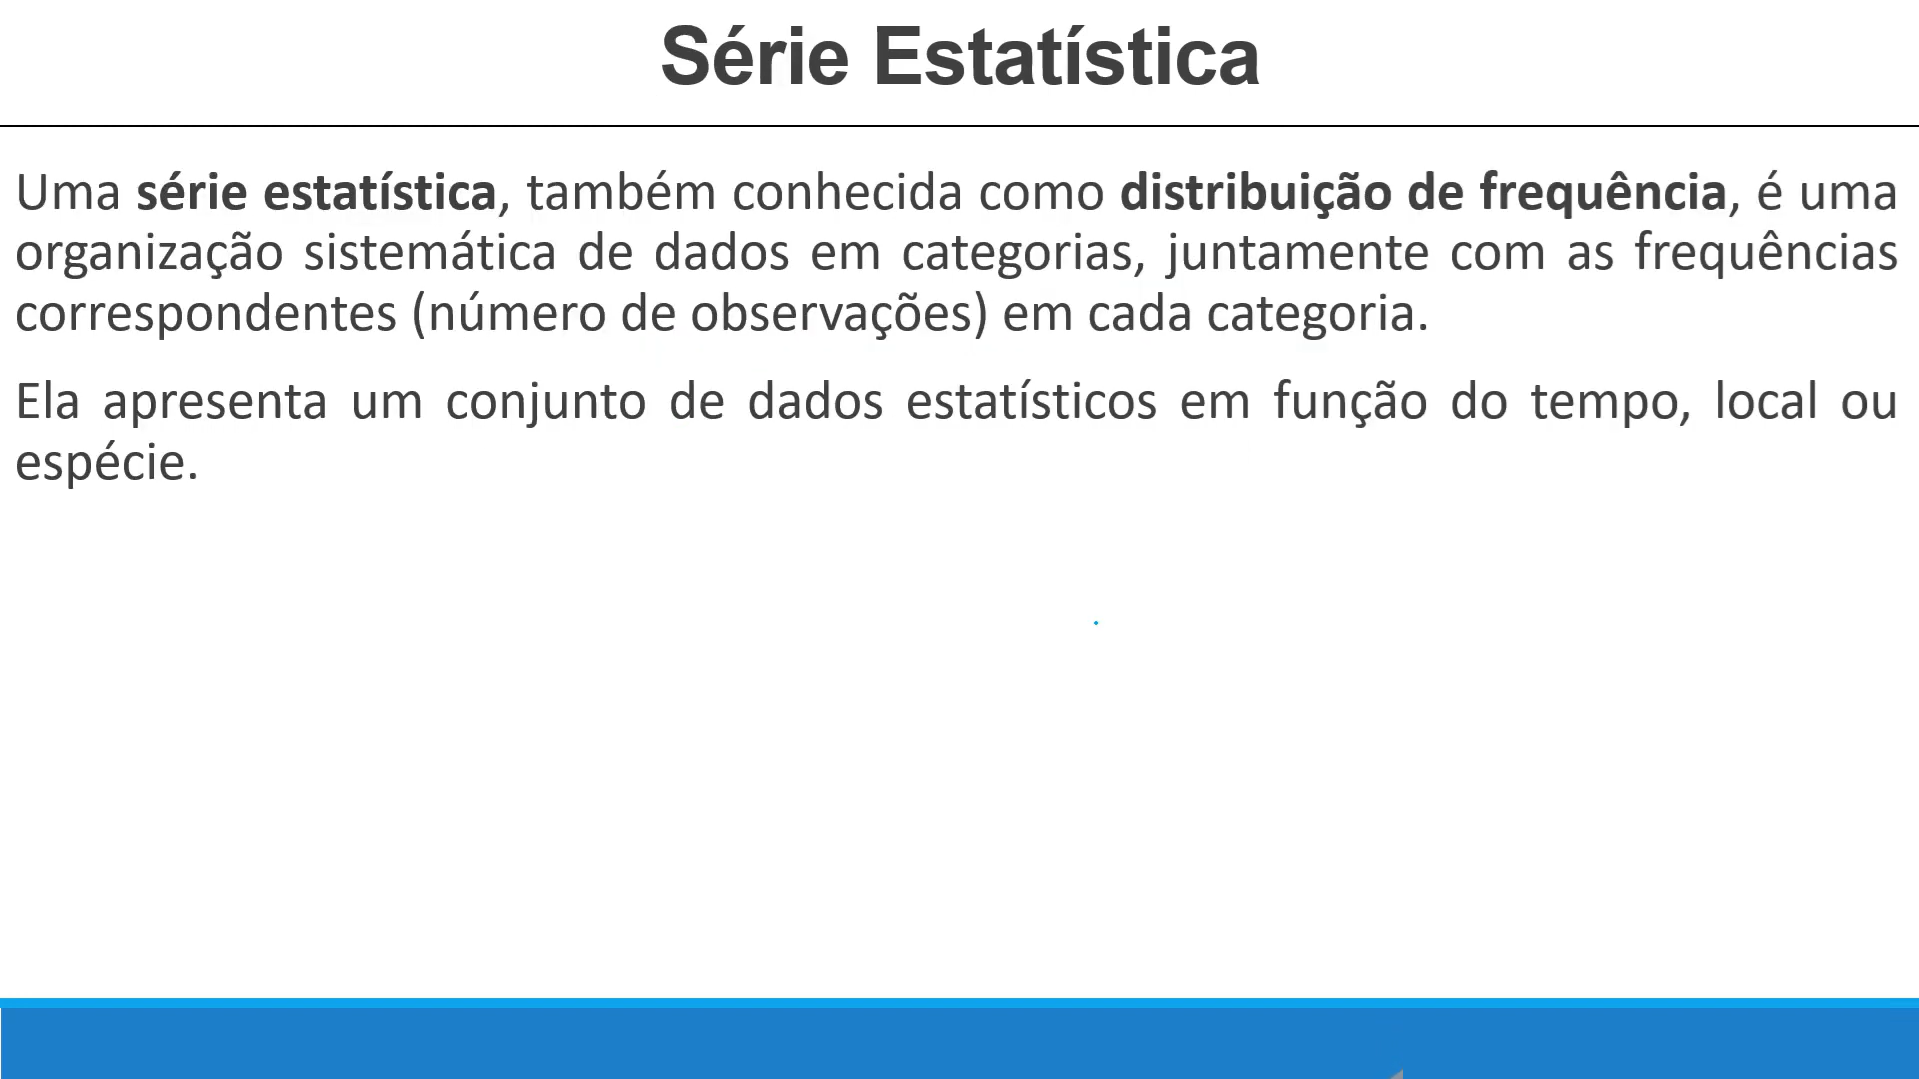 Série Estatística
Uma série estatística, também conhecida como distribuição de frequência, é uma
organização sistemática de dados em categorias, juntamente com as frequências
correspondentes (número de observações) em cada categoria.
Ela apresenta um conjunto de dados estatísticos em função do tempo, local ou
espécie.